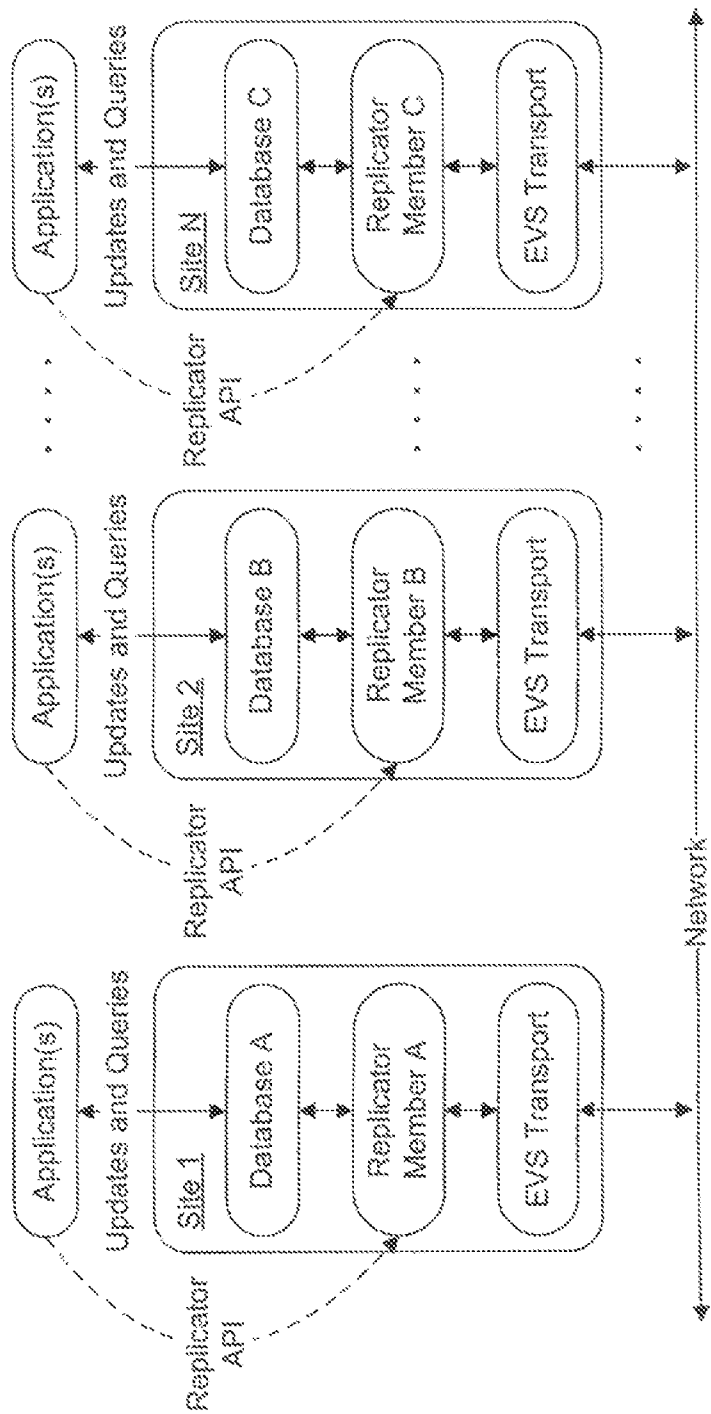 Application(s)
Updates and Queries
Replicator
API
Site 1
Database A
Replicator
Member A
EVS Transport
Application(s)
Updates and Queries
Replicator
API
Site 2
Database B
Replicator
Member B
EVS Transport
. . . .
. . . .
. . . .
Application(s)
Updates and Queries
Replicator
API
Site N
Database C
Replicator
Member C
EVS Transport
Network